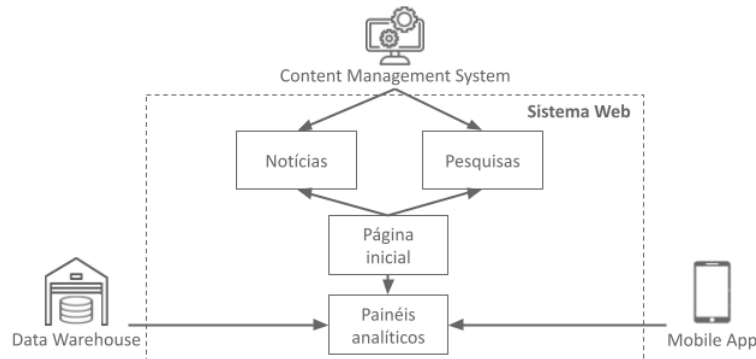 Content Management System
Sistema Web
Notícias
Pesquisas
Página
inicial
Painéis
analíticos
Data Warehouse
Mobile App